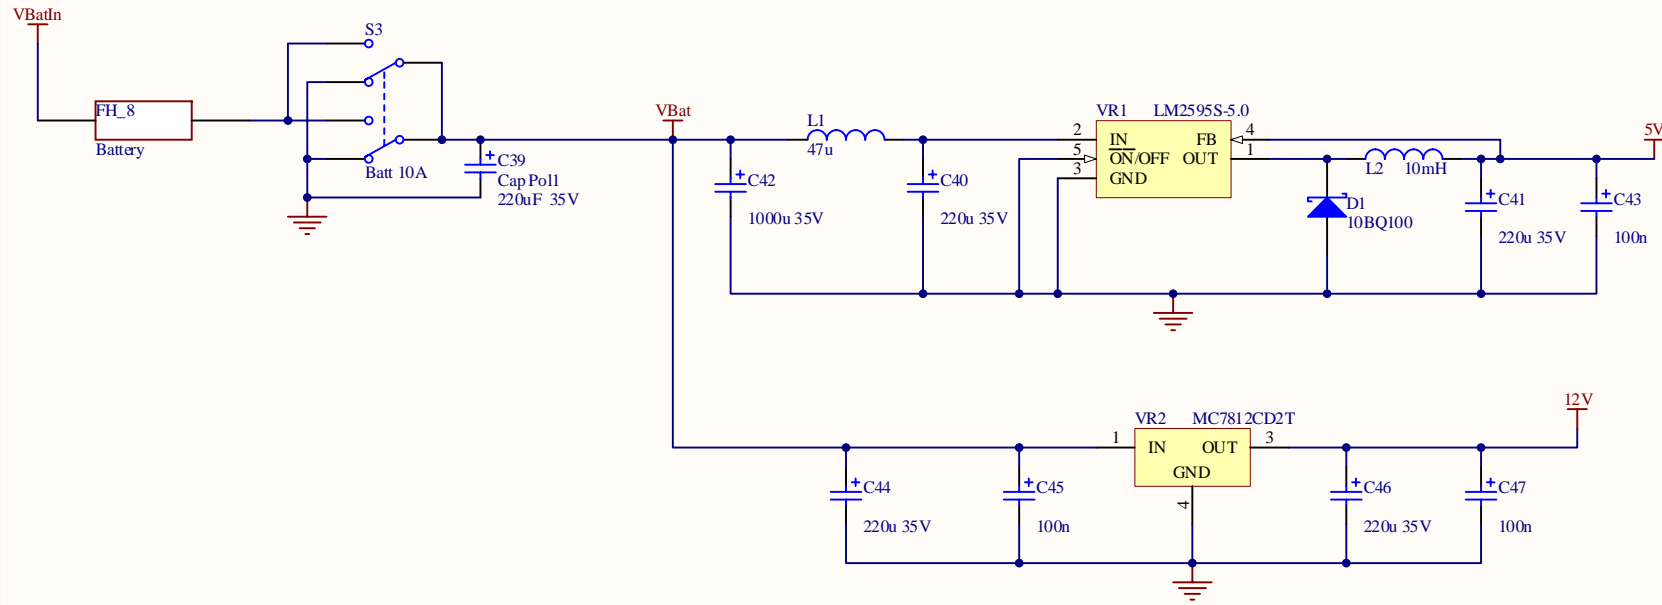 VBatIn
S3
FH_8
Battery
Batt 10A
+
C39
Cap Pol1
220uF 35V
VBat
L1
47u
+
C42
1000u 35V
+
C40
220u 35V
VR1 LM2595S-5.0
2 IN FB 4
5 ON/OFF OUT 1
3 GND
D1
10BQ100
L2 10mH
+
C41
220u 35V
+
C43
100n
5V
VR2 MC7812CD2T
1 IN OUT 3
GND
4
12V
+
C44
220u 35V
+
C45
100n
+
C46
220u 35V
+
C47
100n